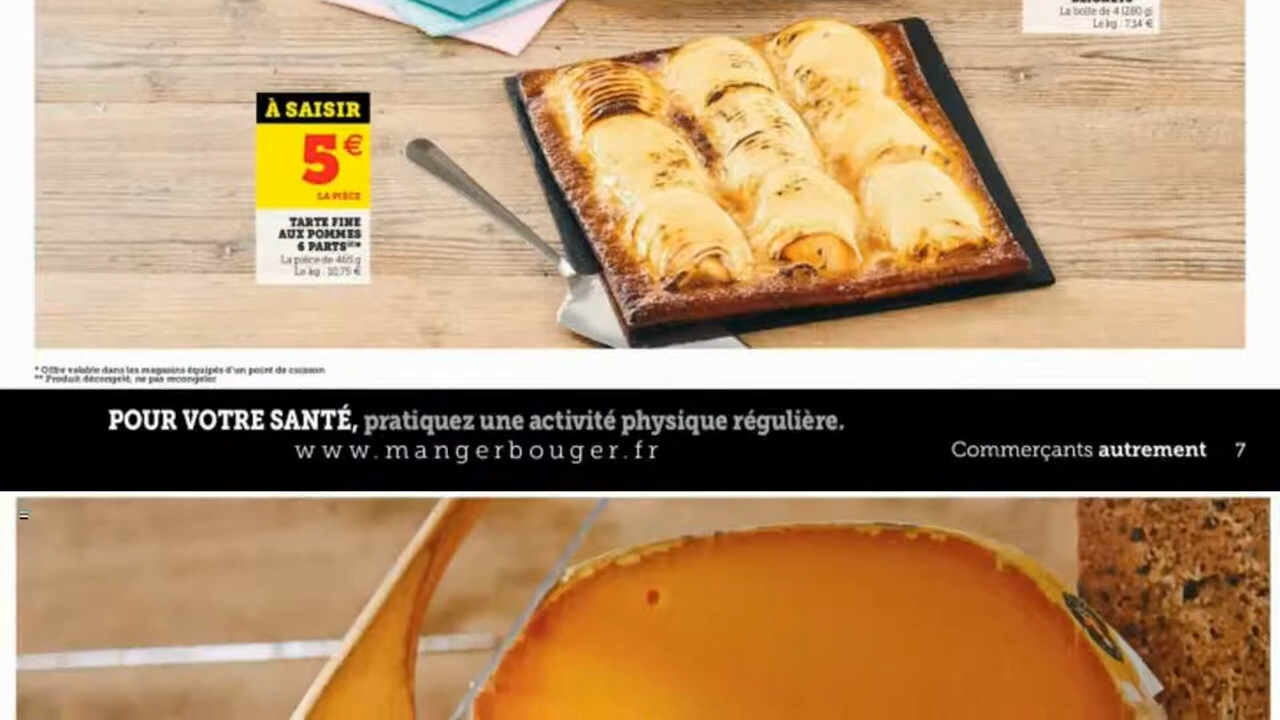 La boîte de 4 (280 g)
Le kg : 7,14 €
À SAISIR
5€
LA PIÈCE
TARTE FINE
AUX POMMES
6 PARTS
La pièce de 465 g
Le kg : 10,75 €
* Offre valable dans les magasins équipés d'un point de cuisson
** Produit décongelé, ne pas recongeler
POUR VOTRE SANTÉ, pratiquez une activité physique régulière.
www.mangerbouger.fr
Commerçants autrement 7